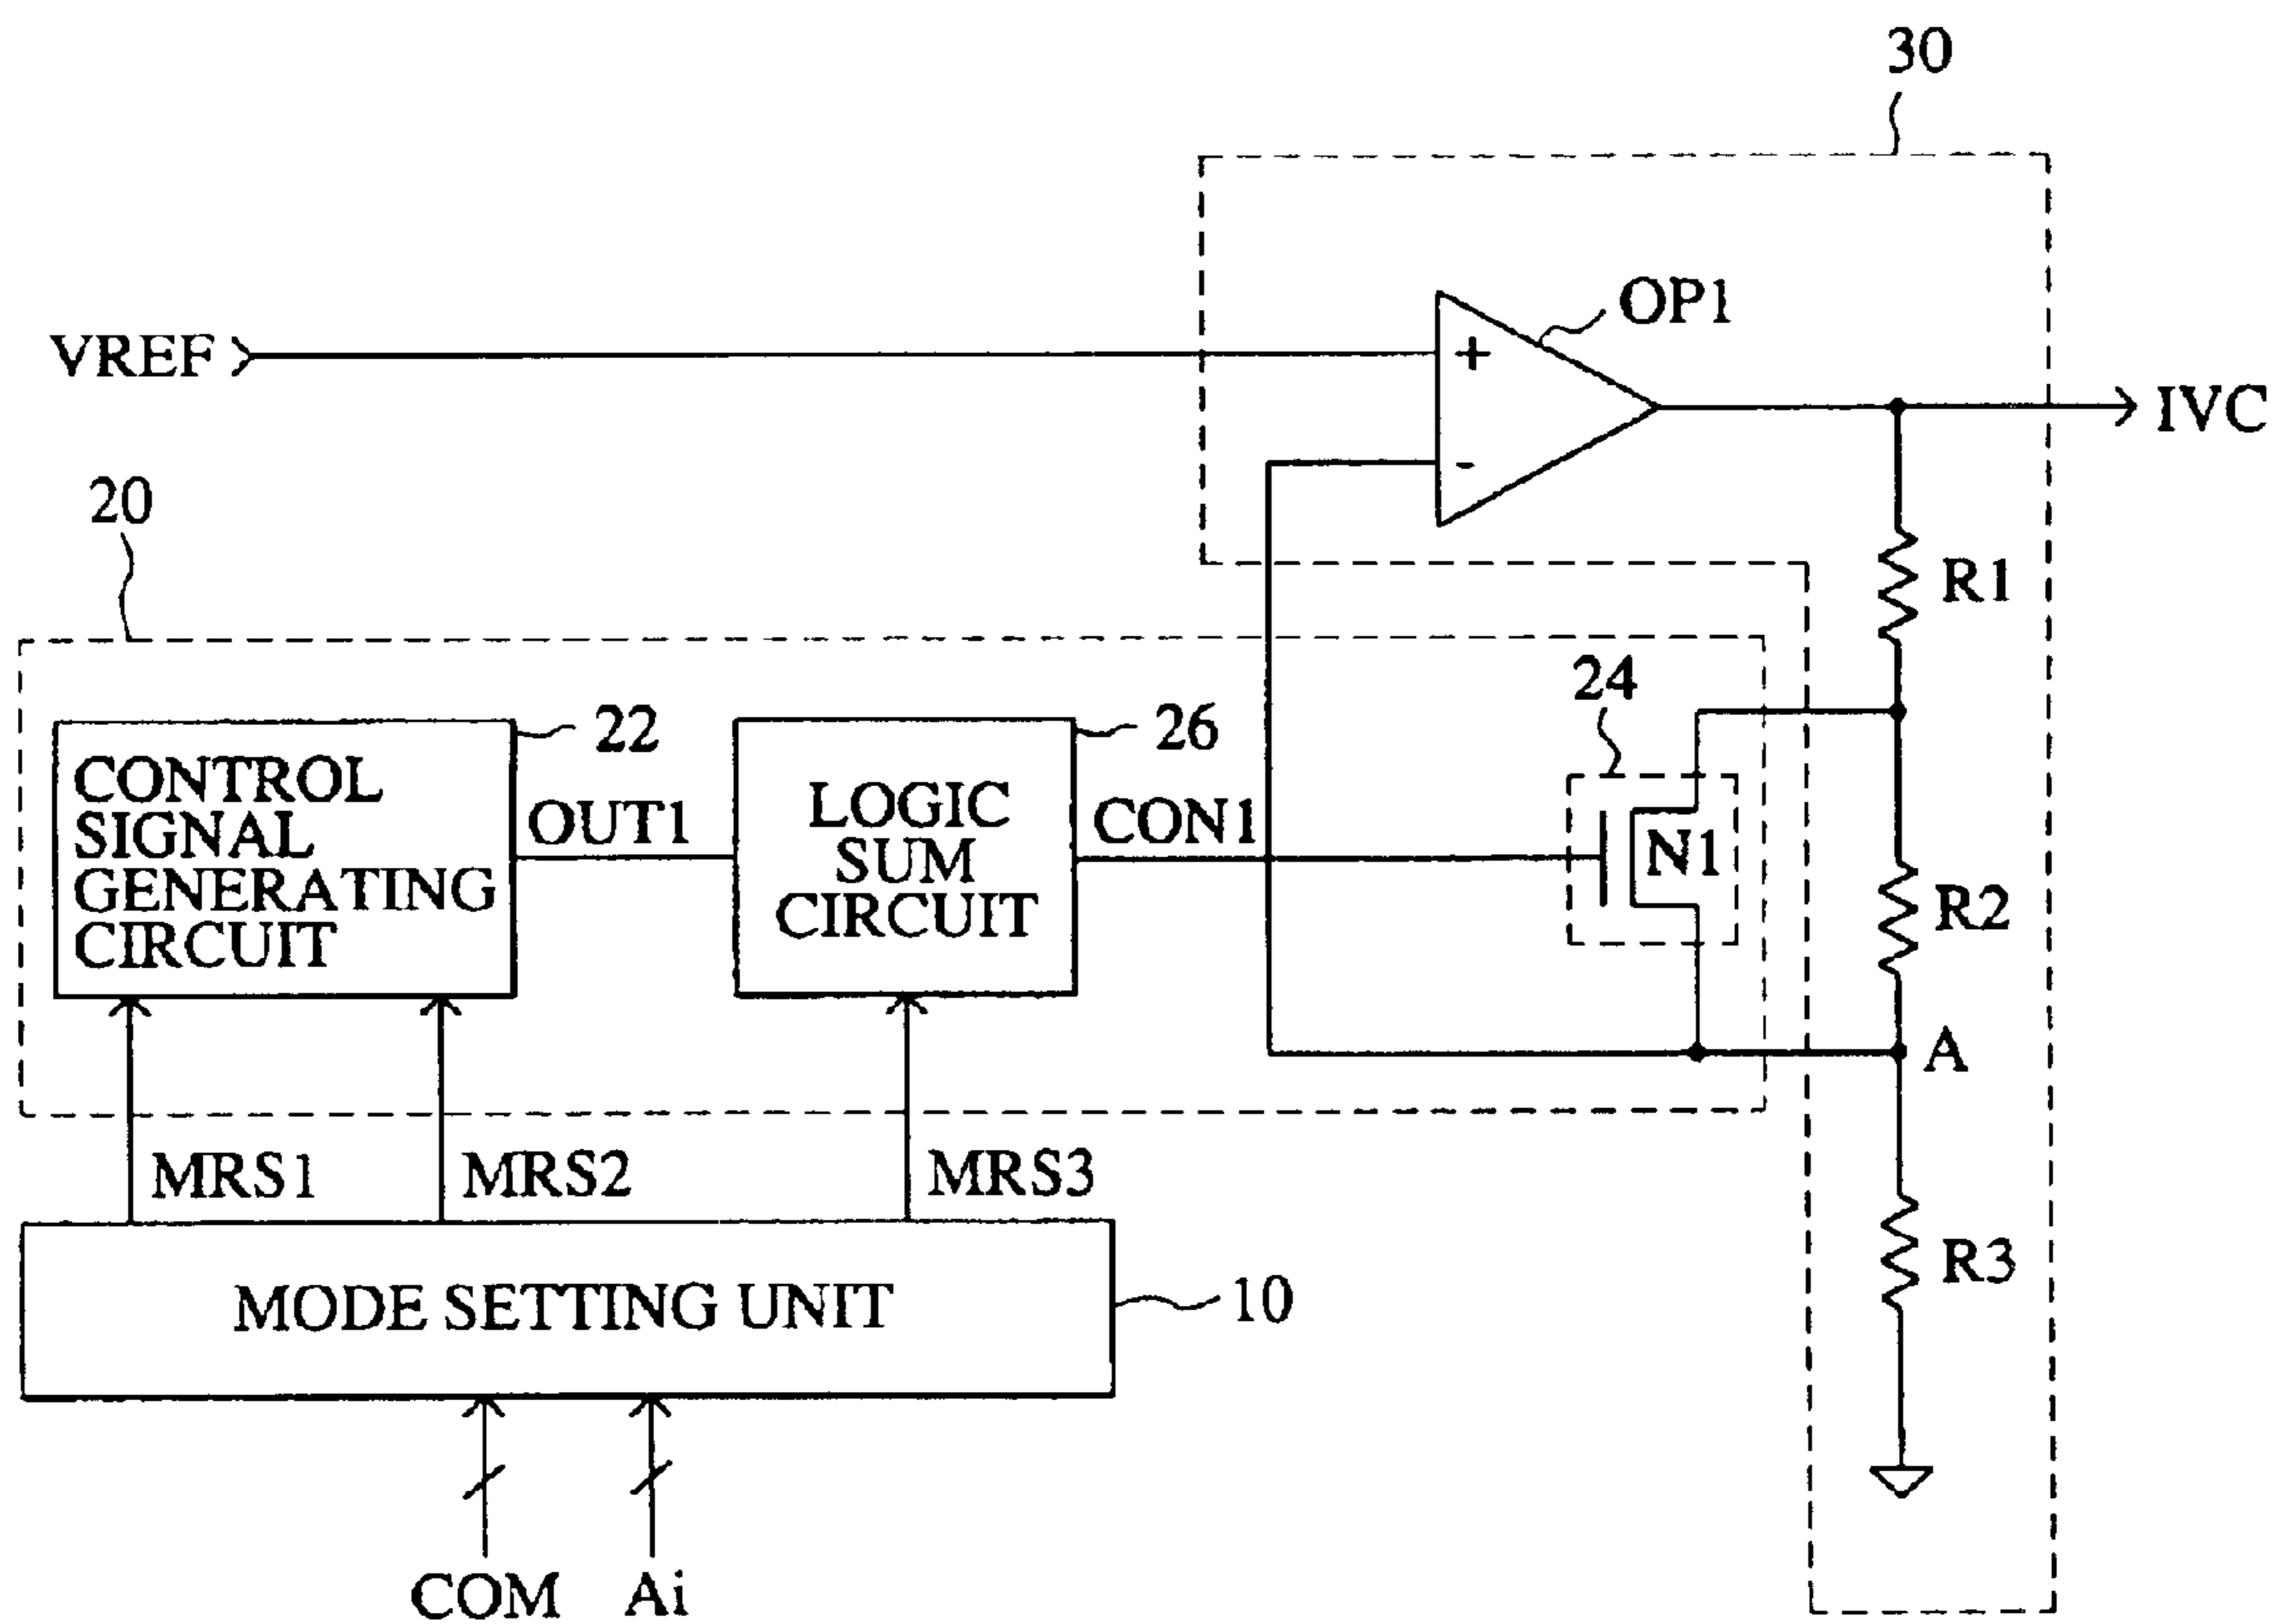 30
OP1
+
VREF
IVC
-
20
R1
24
22
26
CONTROL
SIGNAL
GENERATING
CIRCUIT
OUT1
LOGIC
SUM
CIRCUIT
CON1
N1
R2
A
MRS1
MRS2
MRS3
R3
MODE SETTING UNIT
10
COM
Ai